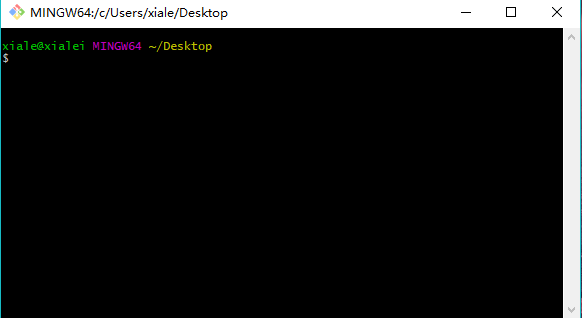 MINGW64:/c/Users/xiale/Desktop
xiale@xialei MINGW64 ~/Desktop
$